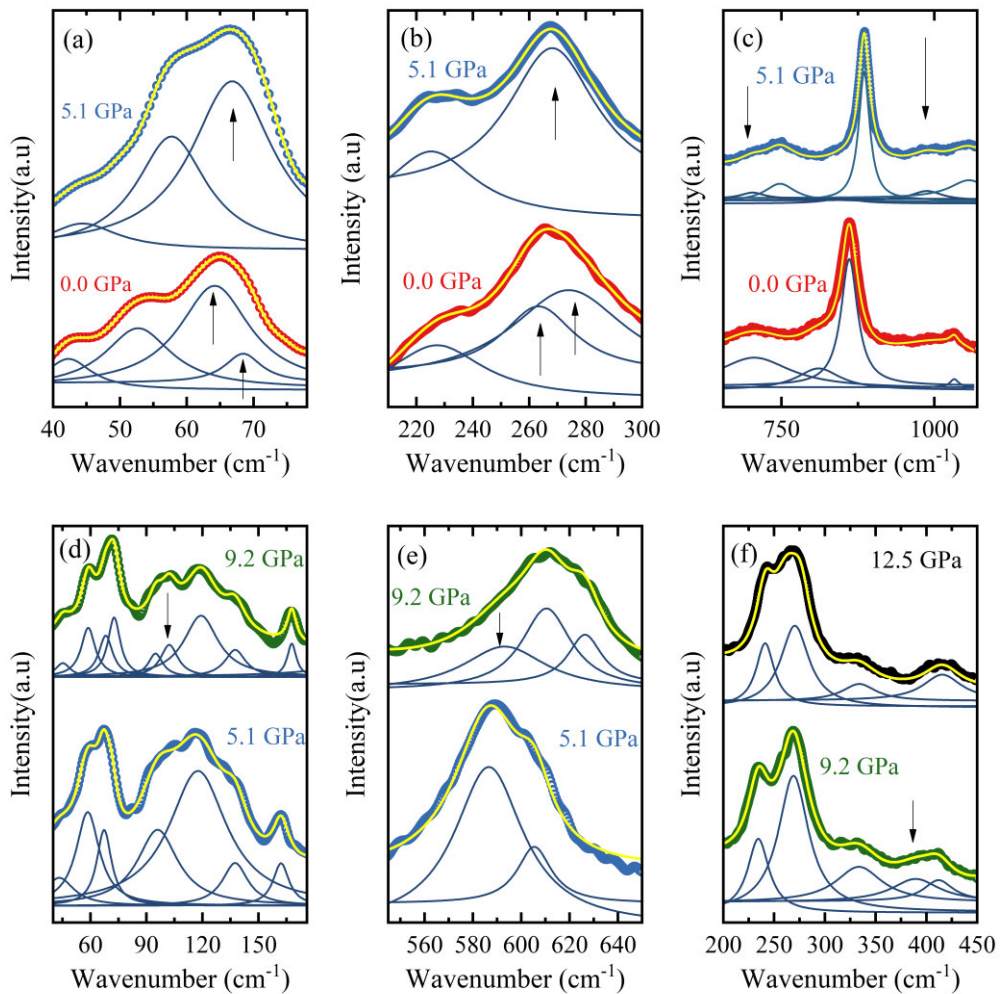 (a)
5.1 GPa
0.0 GPa
Intensity(a.u)
40 50 60 70
Wavenumber (cm-1)
(b)
5.1 GPa
0.0 GPa
Intensity (a.u)
220 240 260 280 300
Wavenumber (cm-1)
(c)
5.1 GPa
0.0 GPa
Intensity(a.u)
750 1000
Wavenumber (cm-1)
(d)
9.2 GPa
5.1 GPa
Intensity(a.u)
60 90 120 150
Wavenumber (cm-1)
(e)
9.2 GPa
5.1 GPa
Intensity(a.u)
560 580 600 620 640
Wavenumber (cm-1)
(f)
12.5 GPa
9.2 GPa
Intensity(a.u)
200 250 300 350 400 450
Wavenumber (cm-1)